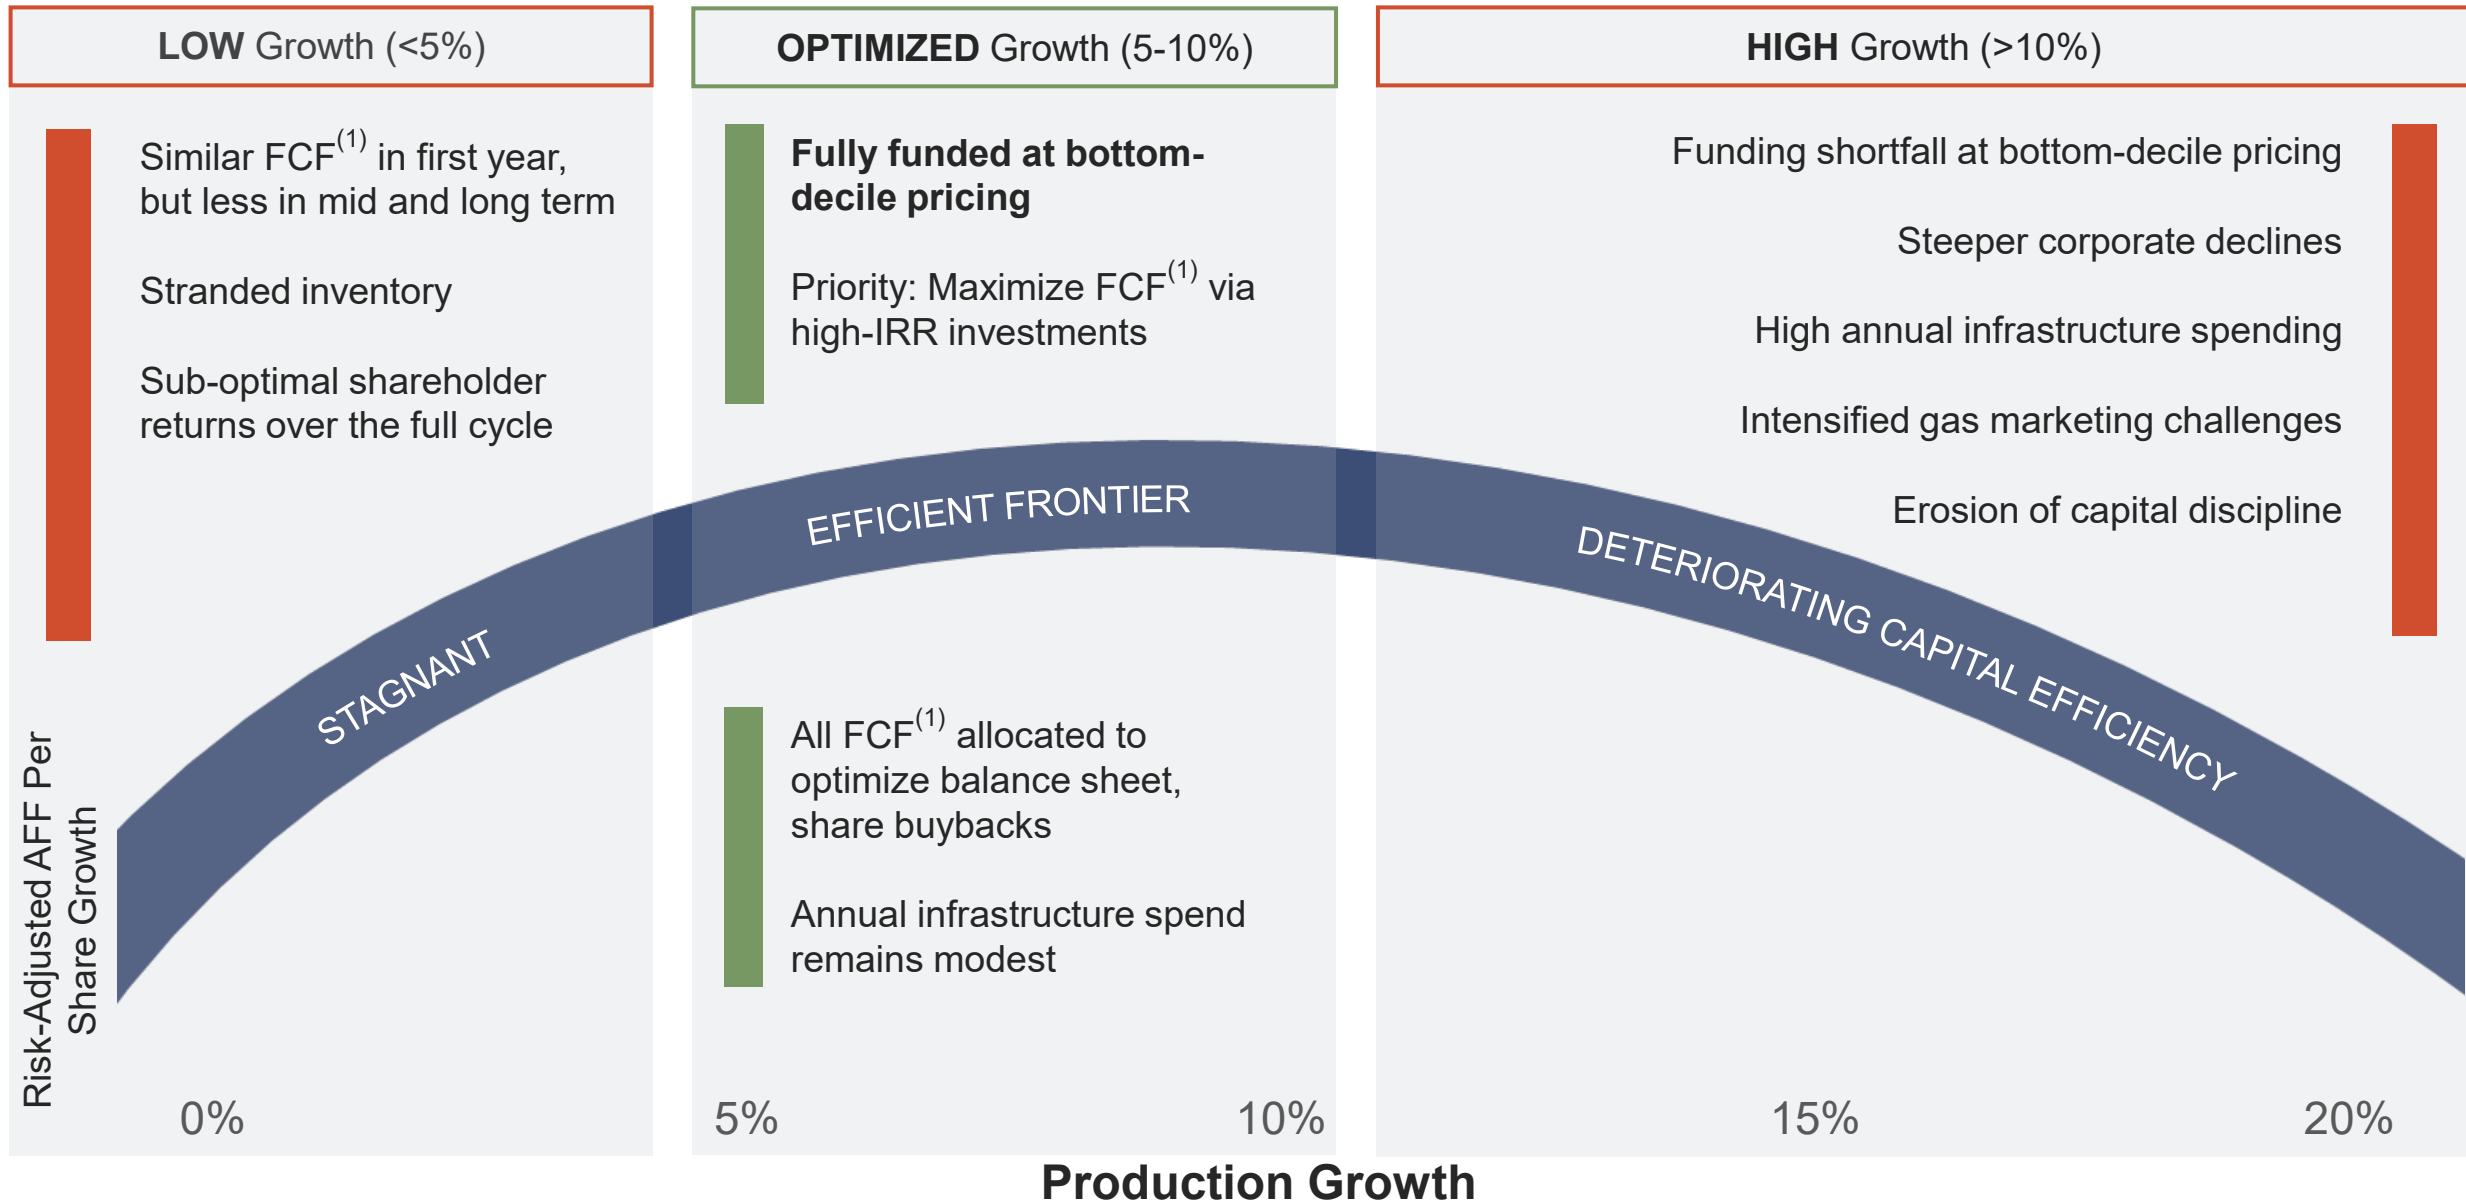 LOW Growth (<5%)
Similar FCF(1) in first year,
but less in mid and long term
Stranded inventory
Sub-optimal shareholder
returns over the full cycle
OPTIMIZED Growth (5-10%)
Fully funded at bottom-
decile pricing
Priority: Maximize FCF(1) via
high-IRR investments
HIGH Growth (>10%)
Funding shortfall at bottom-decile pricing
Steeper corporate declines
High annual infrastructure spending
Intensified gas marketing challenges
Erosion of capital discipline
STAGNANT
EFFICIENT FRONTIER
DETERIORATING CAPITAL EFFICIENCY
All FCF(1) allocated to
optimize balance sheet,
share buybacks
Annual infrastructure spend
remains modest
Risk-Adjusted AFF Per
Share Growth
0%
5%
10%
15%
20%
Production Growth